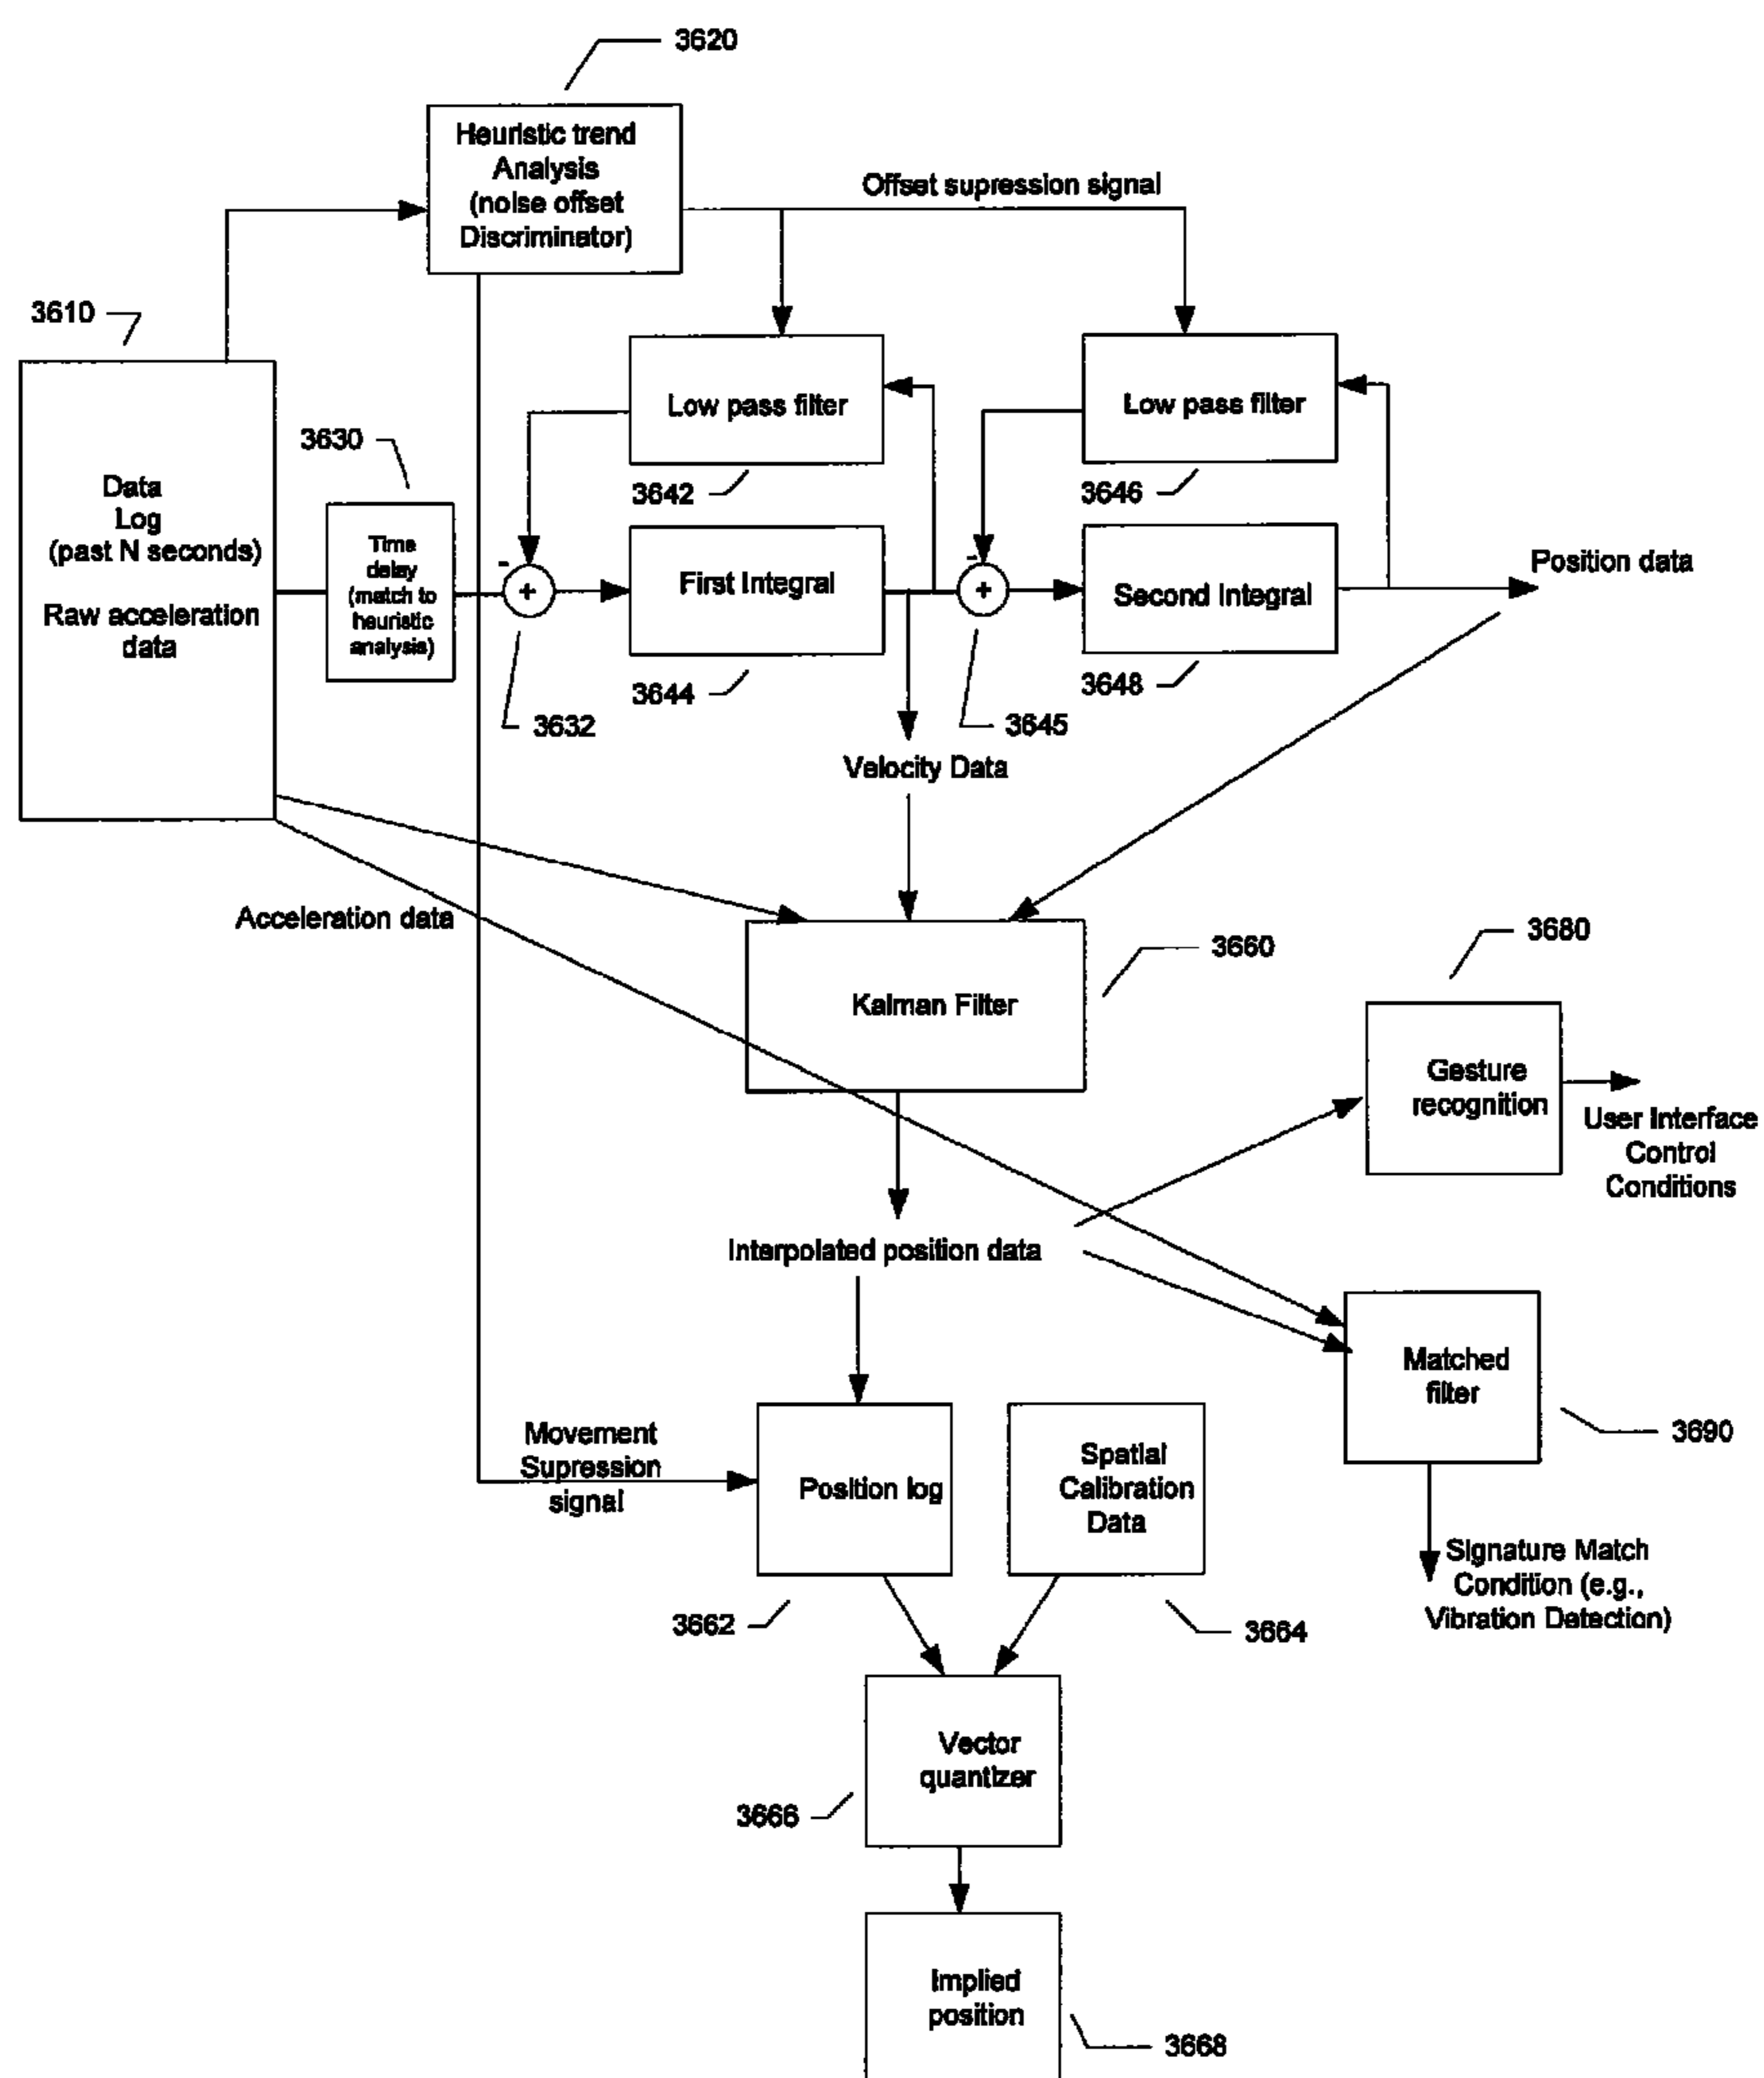 3620
Heuristic trend
Analysis
(noise offset
Discriminator)
Offset supression signal
3610
Data
Log
(past N seconds)
Raw acceleration
data
3630
Time
delay
(match to
heuristic
analysis)
-
+
3632
Low pass filter
3642
First Integral
3644
-
+
3645
Low pass filter
3646
Second Integral
3648
Position data
Velocity Data
Acceleration data
Kalman Filter
3660
3680
Gesture
recognition
User Interface
Control
Conditions
Interpolated position data
Matched
filter
3690
Signature Match
Condition (e.g.,
Vibration Detection)
Movement
Supression
signal
Position log
3662
Spatial
Calibration
Data
3664
Vector
quantizer
3666
Implied
position
3668